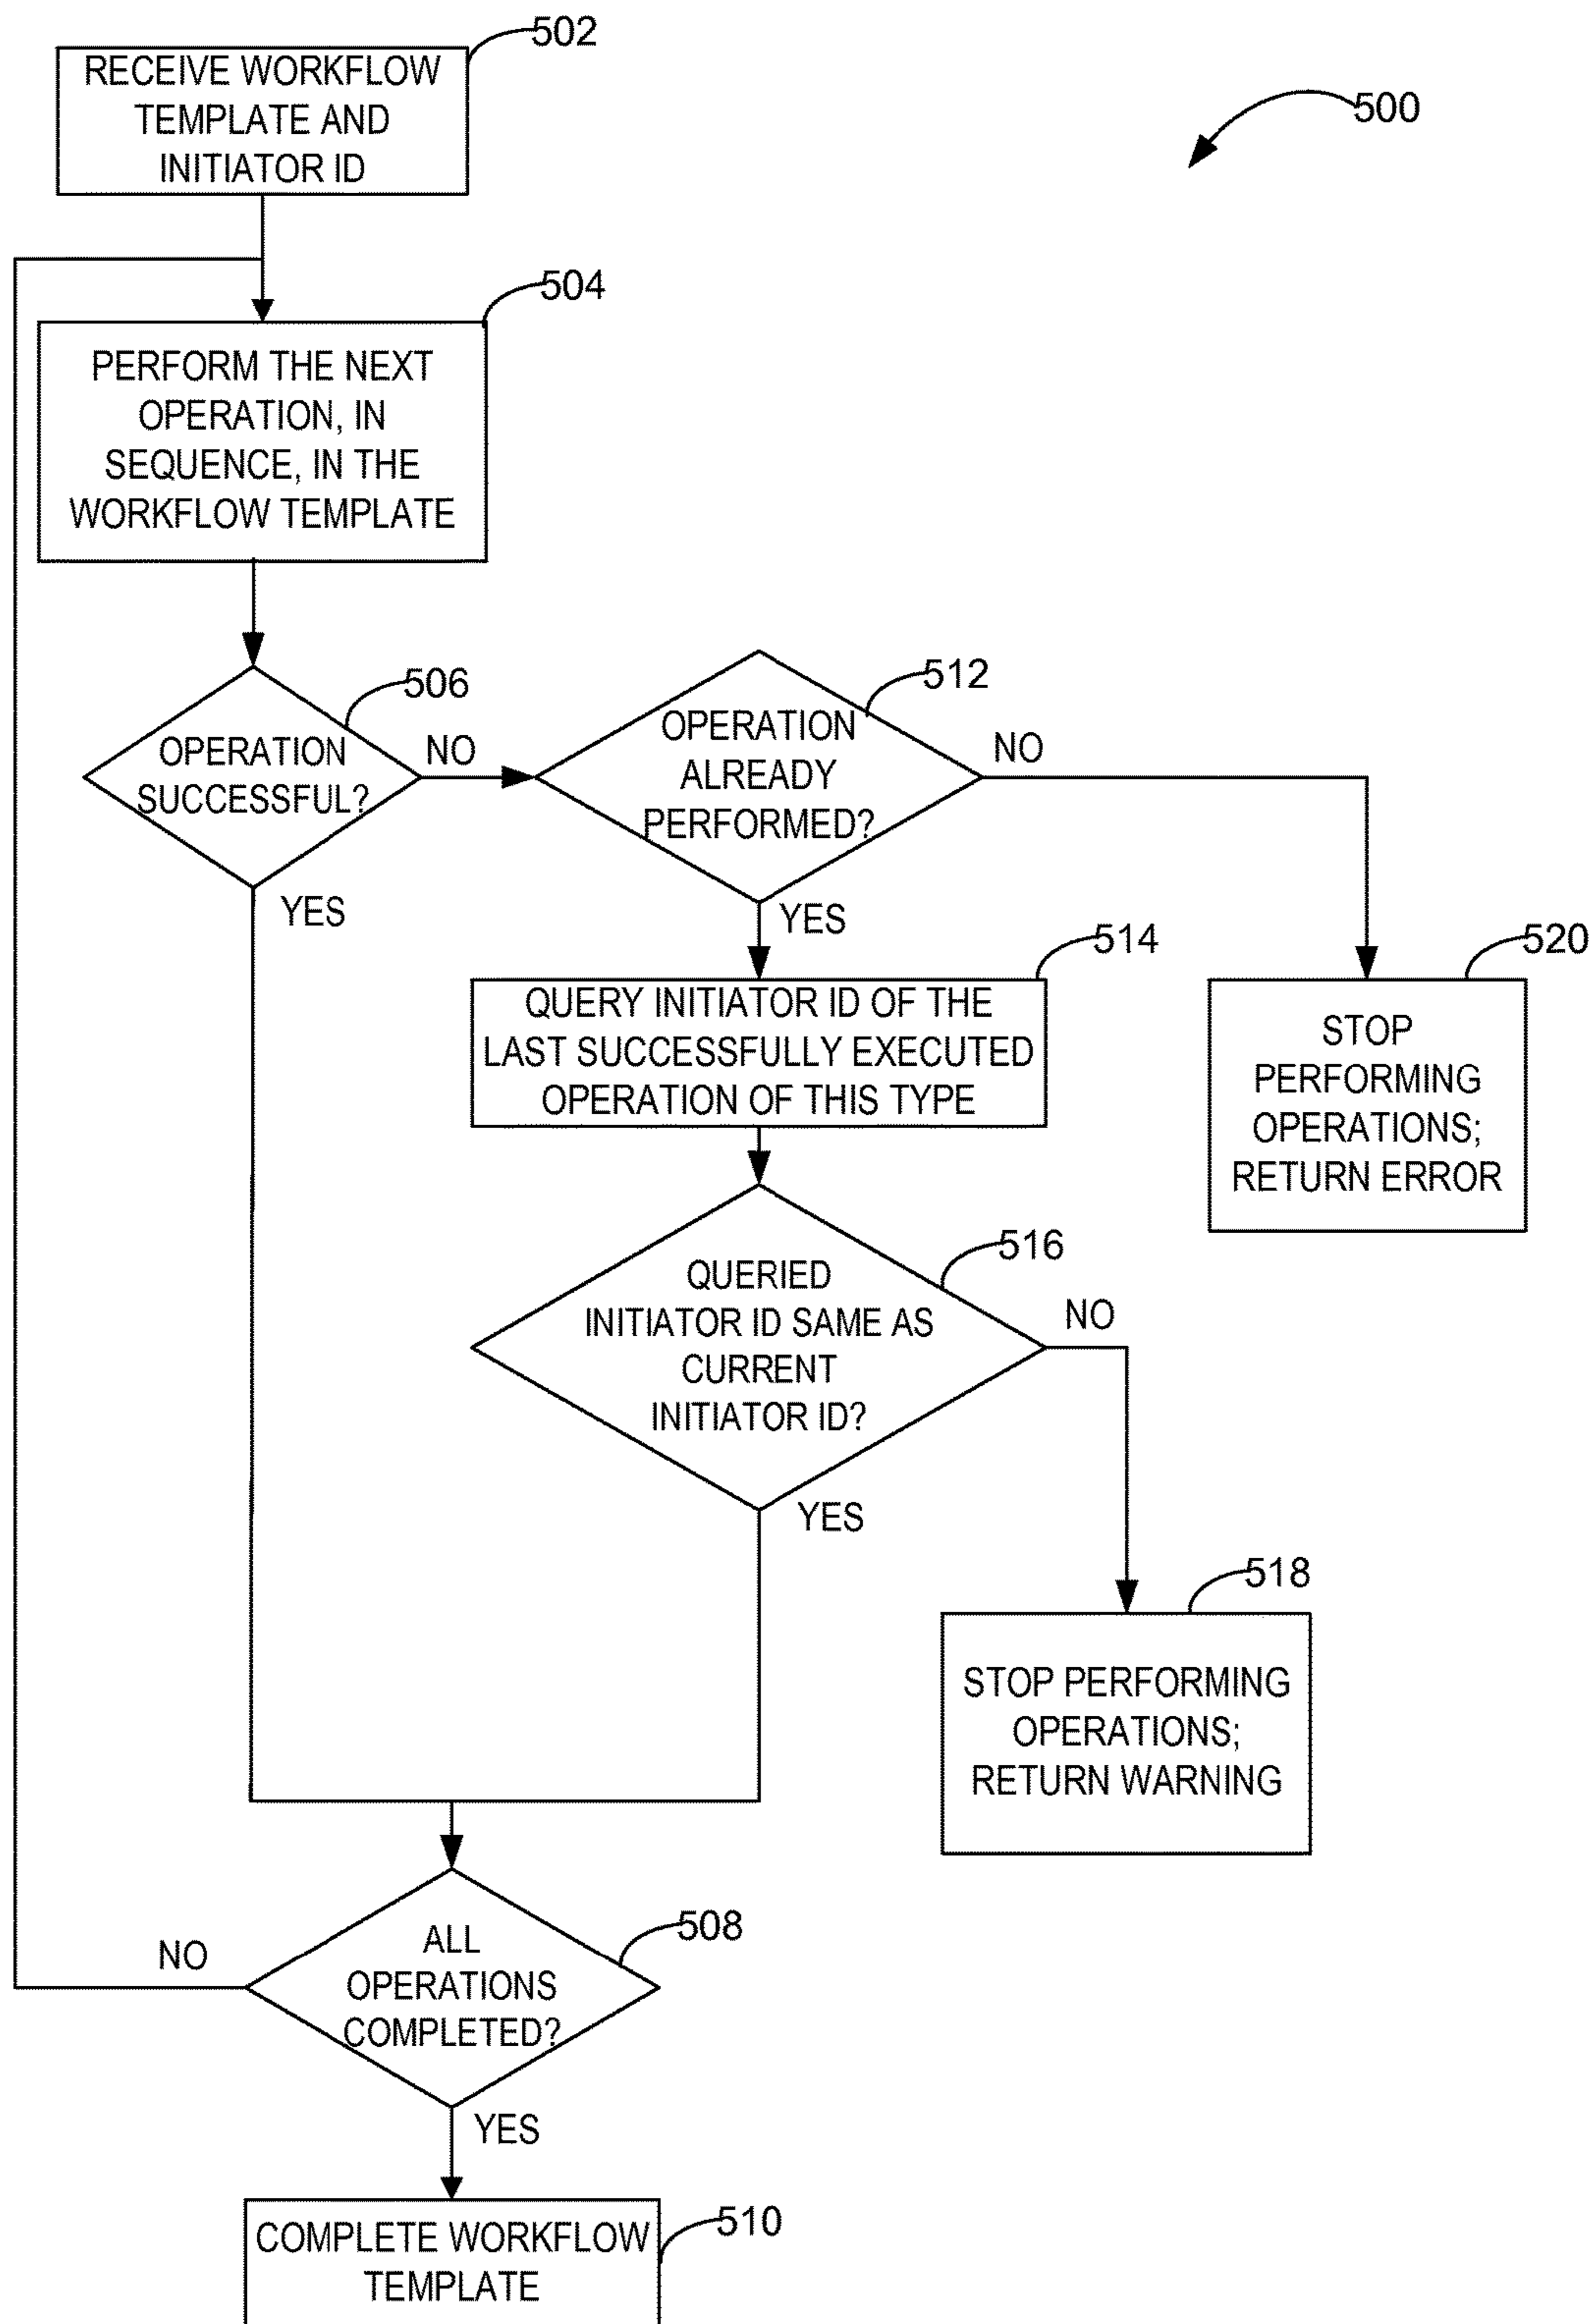 502
RECEIVE WORKFLOW
TEMPLATE AND
INITIATOR ID
500
504
PERFORM THE NEXT
OPERATION, IN
SEQUENCE, IN THE
WORKFLOW TEMPLATE
506
OPERATION
SUCCESSFUL?
NO
YES
512
OPERATION
ALREADY
PERFORMED?
NO
YES
514
QUERY INITIATOR ID OF THE
LAST SUCCESSFULLY EXECUTED
OPERATION OF THIS TYPE
520
STOP
PERFORMING
OPERATIONS;
RETURN ERROR
516
QUERIED
INITIATOR ID SAME AS
CURRENT
INITIATOR ID?
NO
YES
518
STOP PERFORMING
OPERATIONS;
RETURN WARNING
508
ALL
OPERATIONS
COMPLETED?
NO
YES
510
COMPLETE WORKFLOW
TEMPLATE